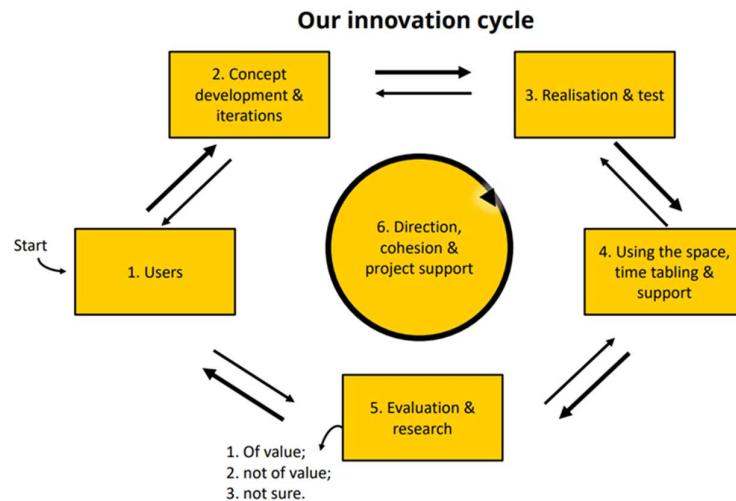 Our innovation cycle
2. Concept
development &
iterations
3. Realisation & test
Start
1. Users
6. Direction,
cohesion &
project support
4. Using the space,
time tabling &
support
5. Evaluation &
research
1. Of value;
2. not of value;
3. not sure.